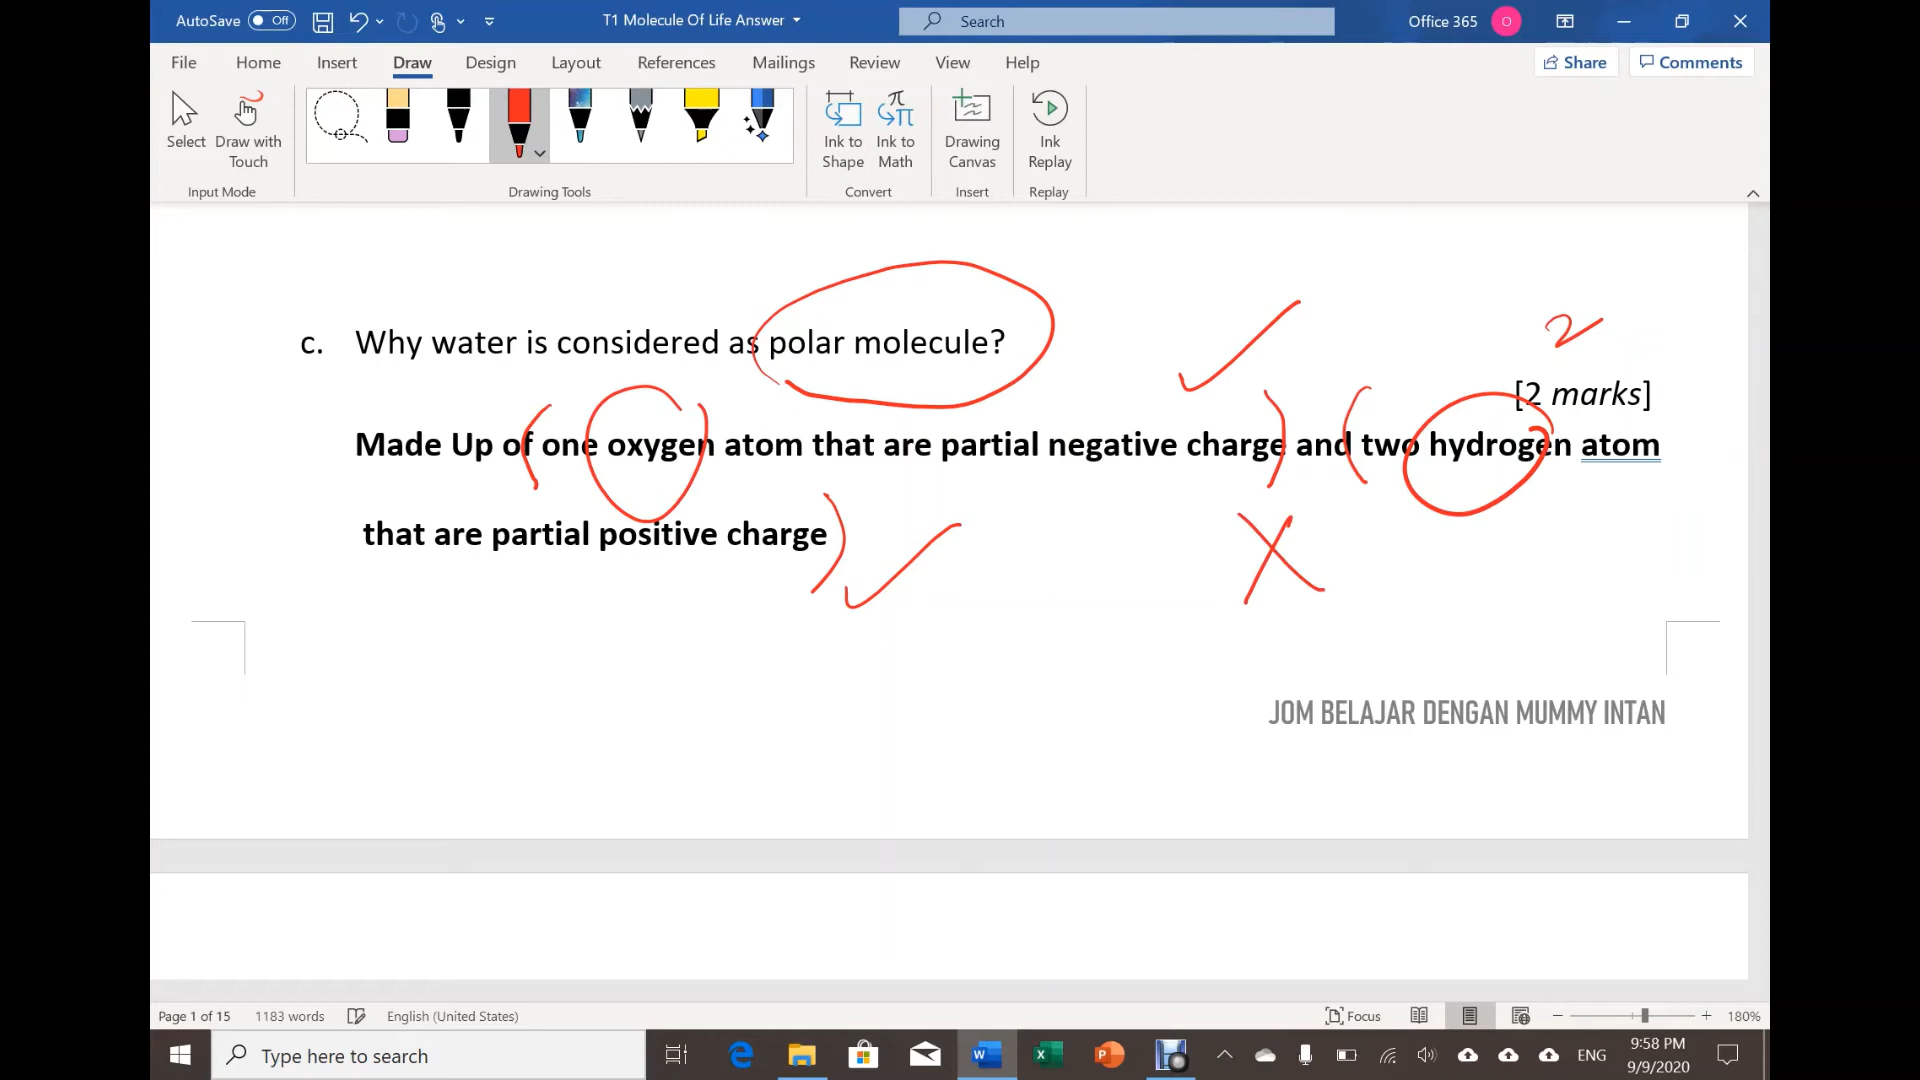 AutoSave Off
T1 Molecule Of Life Answer
Search
Office 365
O
File Home Insert Draw Design Layout References Mailings Review View Help
Share Comments
Select
Draw with Touch
Ink to Shape
Ink to Math
Drawing Canvas
Ink Replay
Input Mode
Drawing Tools
Convert
Insert
Replay
c. Why water is considered as polar molecule?
2
[2 marks]
Made Up of one oxygen atom that are partial negative charge and two hydrogen atom
that are partial positive charge
X
JOM BELAJAR DENGAN MUMMY INTAN
Page 1 of 15 1183 words English (United States) Focus 180%
Type here to search
ENG
9:58 PM
9/9/2020